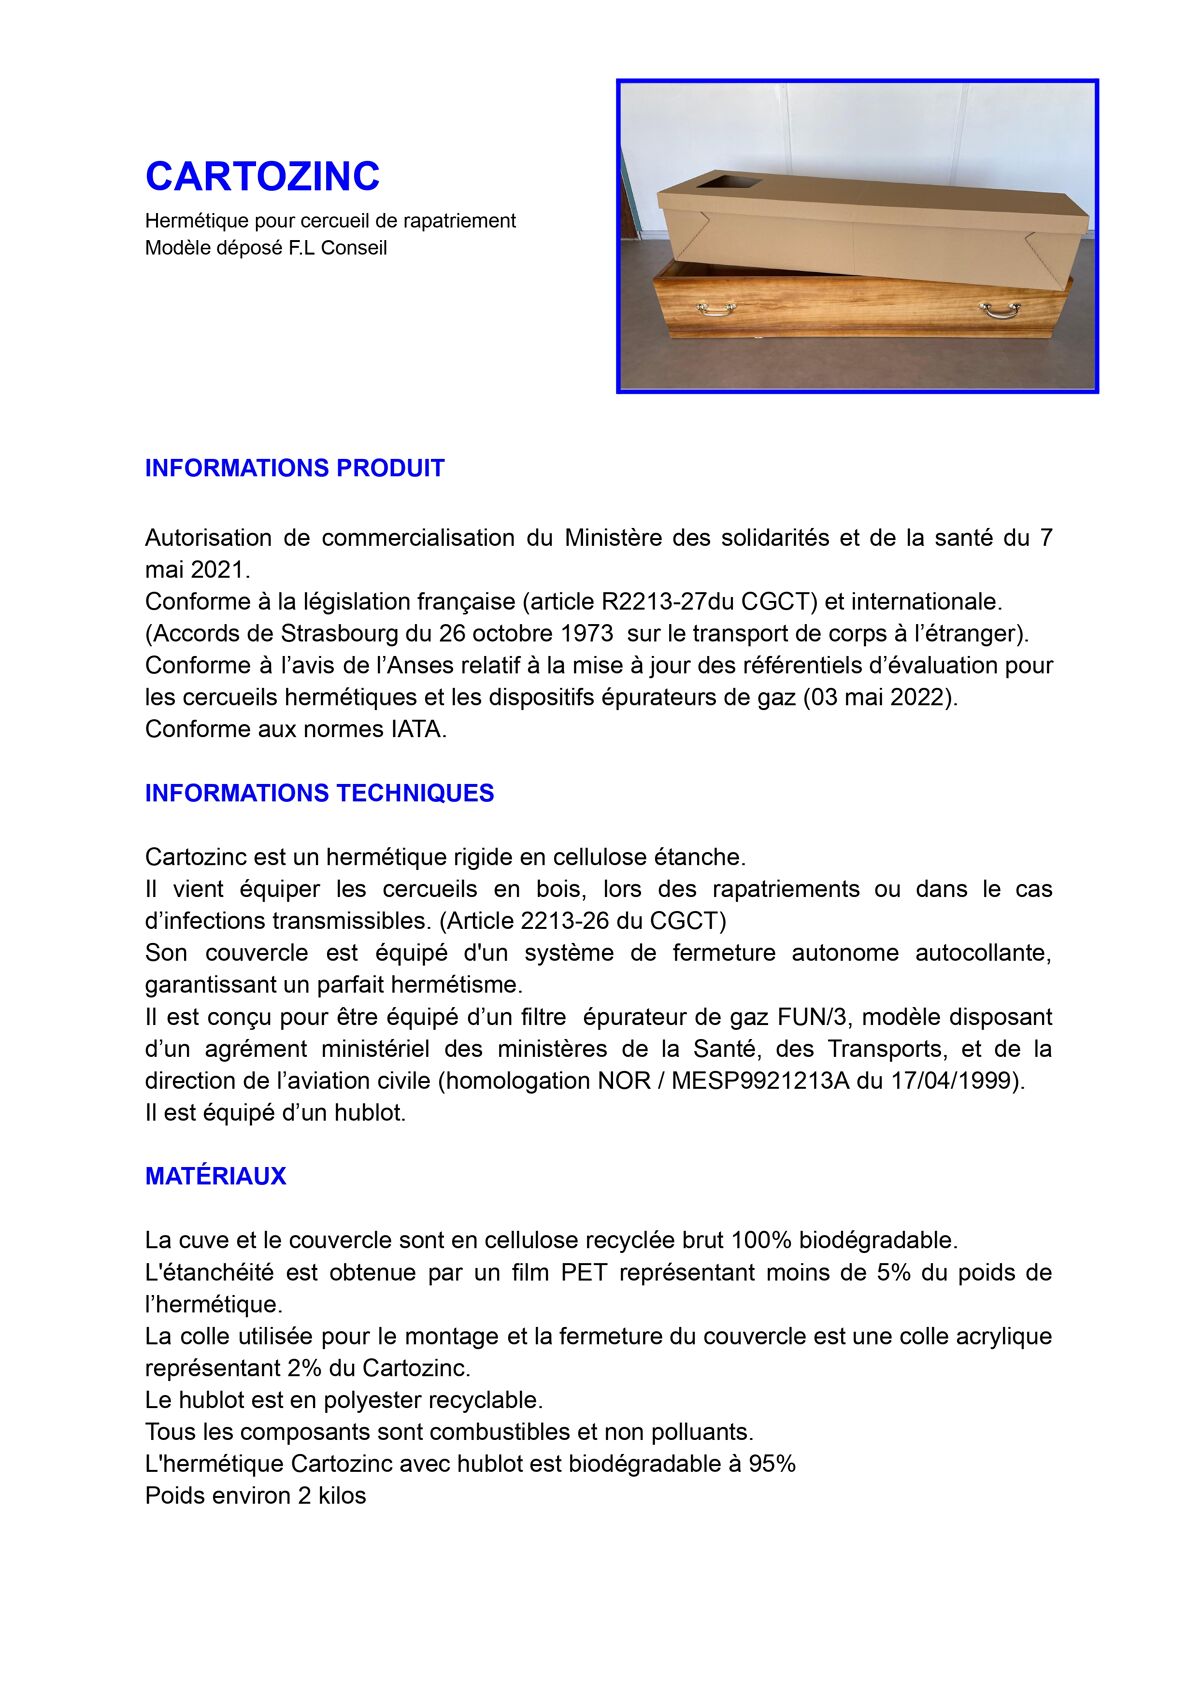 CARTOZINC
Hermétique pour cercueil de rapatriement
Modèle déposé F.L Conseil
INFORMATIONS PRODUIT
Autorisation de commercialisation du Ministère des solidarités et de la santé du 7
mai 2021.
Conforme à la législation française (article R2213-27du CGCT) et internationale.
(Accords de Strasbourg du 26 octobre 1973  sur le transport de corps à l’étranger).
Conforme à l’avis de l’Anses relatif à la mise à jour des référentiels d’évaluation pour
les cercueils hermétiques et les dispositifs épurateurs de gaz (03 mai 2022).
Conforme aux normes IATA.
INFORMATIONS TECHNIQUES
Cartozinc est un hermétique rigide en cellulose étanche.
Il vient équiper les cercueils en bois, lors des rapatriements ou dans le cas
d’infections transmissibles. (Article 2213-26 du CGCT)
Son couvercle est équipé d'un système de fermeture autonome autocollante,
garantissant un parfait hermétisme.
Il est conçu pour être équipé d’un filtre  épurateur de gaz FUN/3, modèle disposant
d’un agrément ministériel des ministères de la Santé, des Transports, et de la
direction de l’aviation civile (homologation NOR / MESP9921213A du 17/04/1999).
Il est équipé d’un hublot.
MATÉRIAUX
La cuve et le couvercle sont en cellulose recyclée brut 100% biodégradable.
L'étanchéité est obtenue par un film PET représentant moins de 5% du poids de
l’hermétique.
La colle utilisée pour le montage et la fermeture du couvercle est une colle acrylique
représentant 2% du Cartozinc.
Le hublot est en polyester recyclable.
Tous les composants sont combustibles et non polluants.
L'hermétique Cartozinc avec hublot est biodégradable à 95%
Poids environ 2 kilos